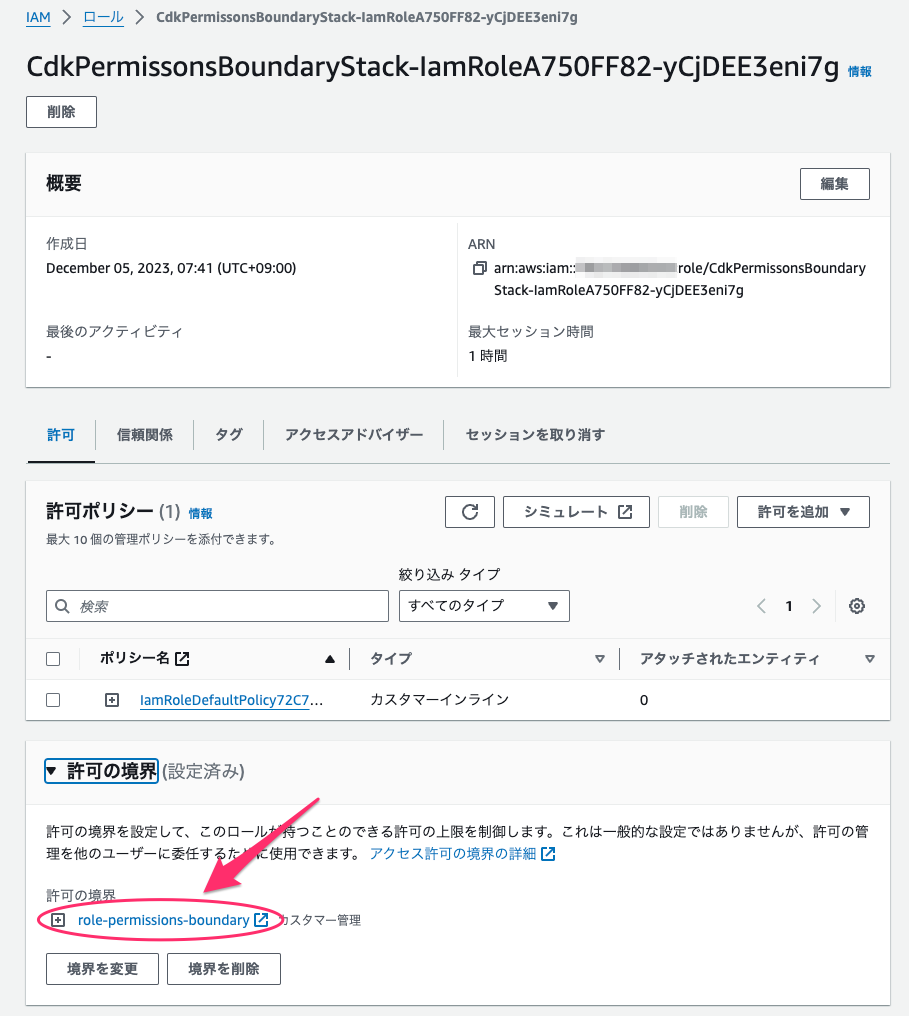 IAM > ロール > CdkPermissonsBoundaryStack-IamRoleA750FF82-yCjDEE3eni7g
CdkPermissonsBoundaryStack-IamRoleA750FF82-yCjDEE3eni7g 情報
削除
概要
編集
作成日
December 05, 2023, 07:41 (UTC+09:00)
ARN
arn:aws:iam::role/CdkPermissonsBoundary
Stack-IamRoleA750FF82-yCjDEE3eni7g
最後のアクティビティ
-
最大セッション時間
1 時間
許可 信頼関係 タグ アクセスアドバイザー セッションを取り消す
許可ポリシー (1) 情報
シミュレート 削除 許可を追加
最大 10 個の管理ポリシーを添付できます。
絞り込み タイプ
検索 すべてのタイプ 1
ポリシー名 タイプ アタッチされたエンティティ
IamRoleDefaultPolicy72C7... カスタマーインライン 0
許可の境界 (設定済み)
許可の境界を設定して、このロールが持つことのできる許可の上限を制御します。これは一般的な設定ではありませんが、許可の管
理を他のユーザーに委任するために使用できます。 アクセス許可の境界の詳細
許可の境界
role-permissions-boundary カスタマー管理
境界を変更 境界を削除